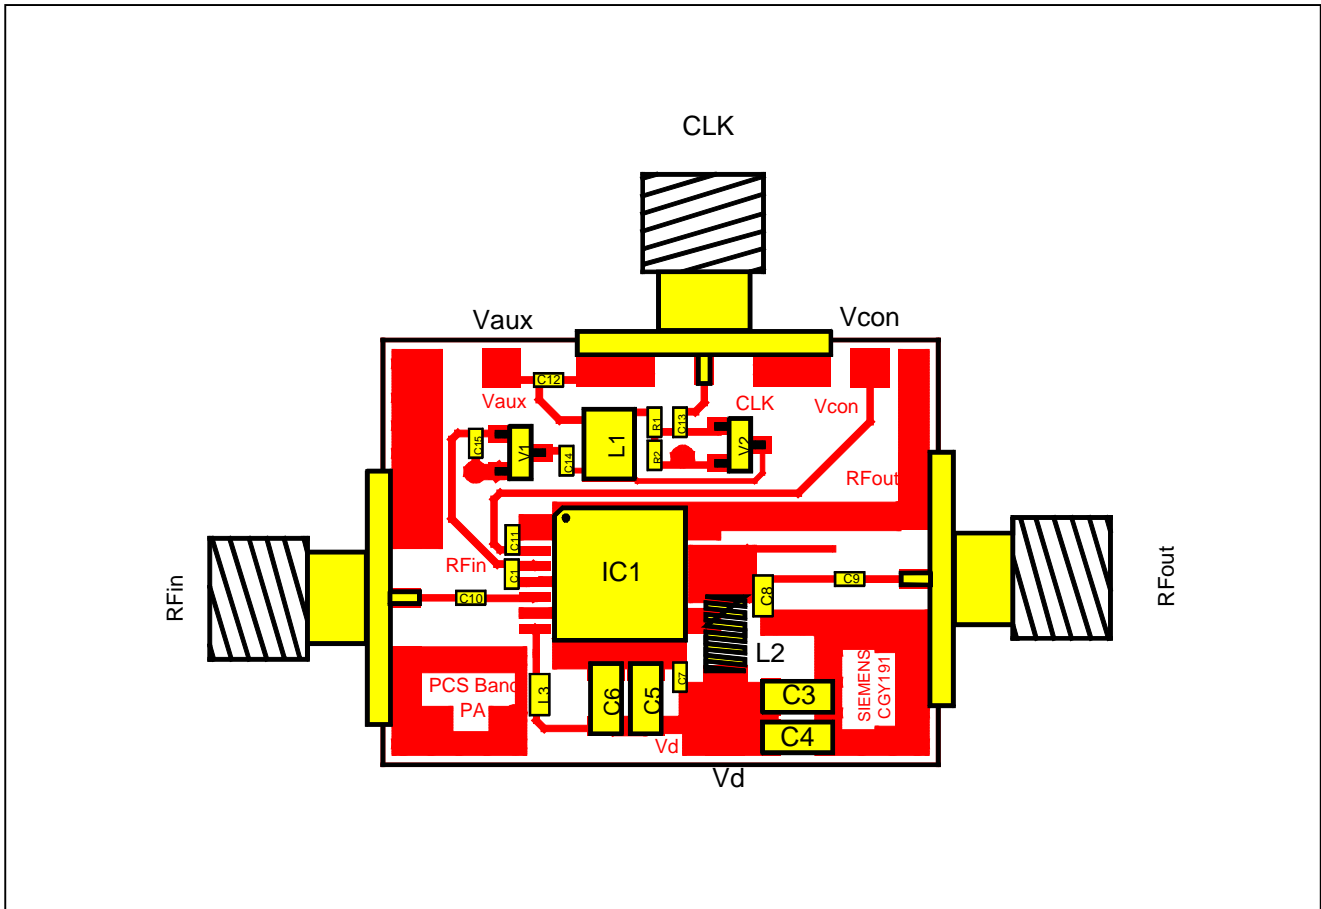 CLK
Vaux
Vcon
C12
Vaux
CLK
Vcon
C15
V1
C14
L1
R1
C13
R2
V2
RFout
C11
RFin
C1
IC1
C10
C8
C9
RFin
RFout
L2
PCS Band
PA
L3
C6
C5
C7
C3
C4
SIEMENS
CGY191
Vd
Vd